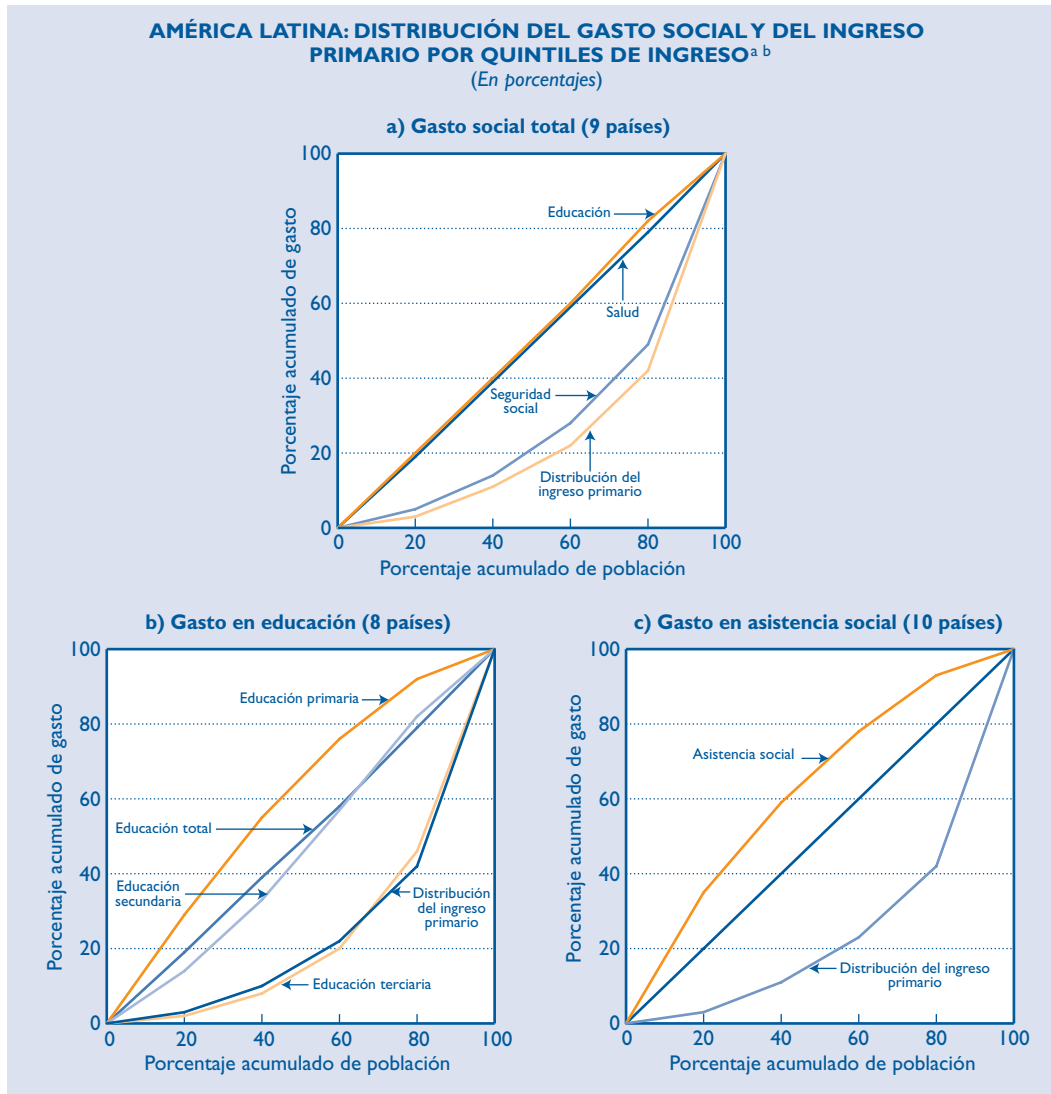 AMÉRICA LATINA: DISTRIBUCIÓN DEL GASTO SOCIAL Y DEL INGRESO
PRIMARIO POR QUINTILES DE INGRESOᵃ ᵇ
(En porcentajes)
a) Gasto social total (9 países)
Porcentaje acumulado de gasto
100
80
60
40
20
0
Educación
Salud
Seguridad
social
Distribución del
ingreso primario
0 20 40 60 80 100
Porcentaje acumulado de población
b) Gasto en educación (8 países)
Porcentaje acumulado de gasto
100
80
60
40
20
0
Educación primaria
Educación total
Educación
secundaria
Distribución
del ingreso
primario
Educación terciaria
0 20 40 60 80 100
Porcentaje acumulado de población
c) Gasto en asistencia social (10 países)
Porcentaje acumulado de gasto
100
80
60
40
20
0
Asistencia social
Distribución del ingreso
primario
0 20 40 60 80 100
Porcentaje acumulado de población